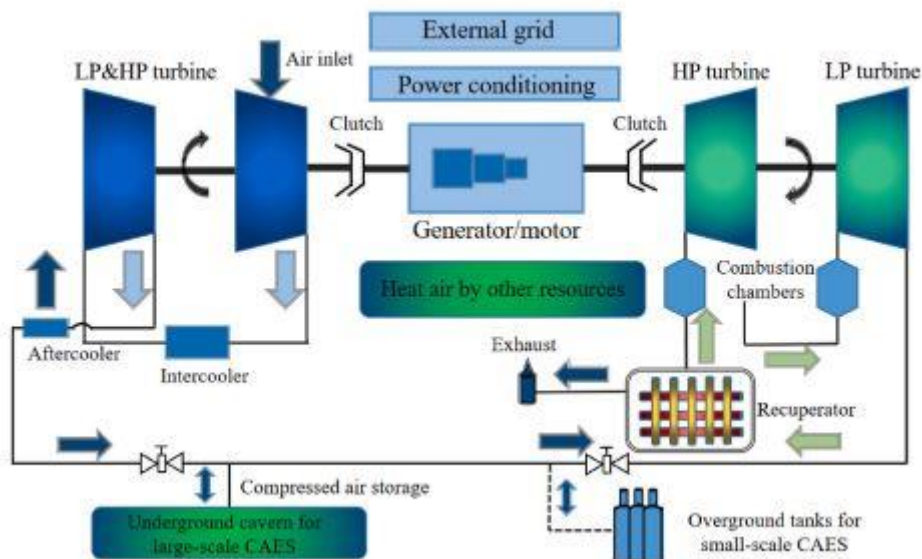 External grid
LP&HP turbine
Air inlet
HP turbine
LP turbine
Power conditioning
Clutch
Clutch
Generator/motor
Combustion
chambers
Heat air by other resources
Aftercooler
Exhaust
Intercooler
Recuperator
Compressed air storage
Underground cavern for
large-scale CAES
Overground tanks for
small-scale CAES